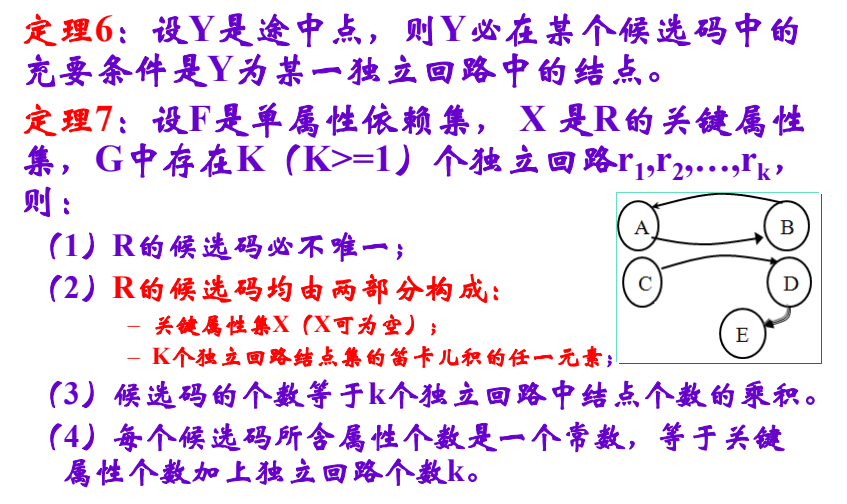 定理6：设Y是途中点，则Y必在某个候选码中的
充要条件是Y为某一独立回路中的结点。
定理7：设F是单属性依赖集， X 是R的关键属性
集，G中存在K（K>=1）个独立回路r1,r2,…,rk，
则：
（1）R的候选码必不唯一；
（2）R的候选码均由两部分构成：
– 关键属性集X（X可为空）；
– K个独立回路结点集的笛卡儿积的任一元素；
（3）候选码的个数等于k个独立回路中结点个数的乘积。
（4）每个候选码所含属性个数是一个常数，等于关键
属性个数加上独立回路个数k。
A B
C D
E